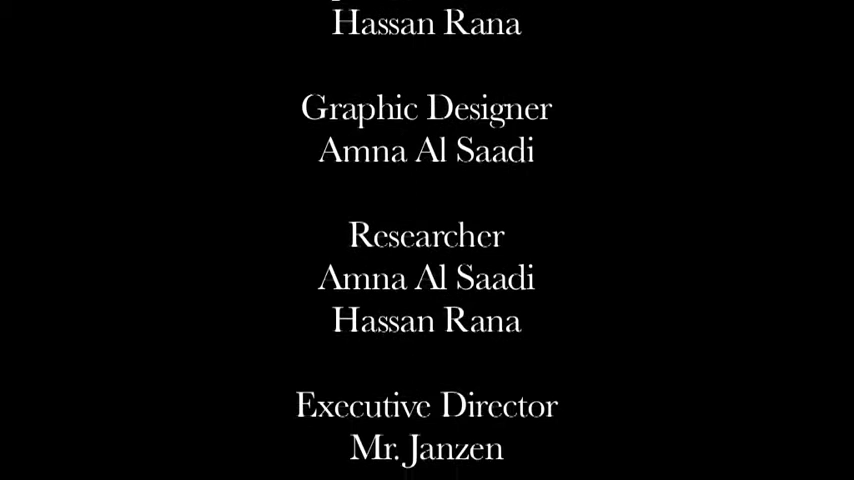 Hassan Rana
Graphic Designer
Amna Al Saadi
Researcher
Amna Al Saadi
Hassan Rana
Executive Director
Mr. Janzen